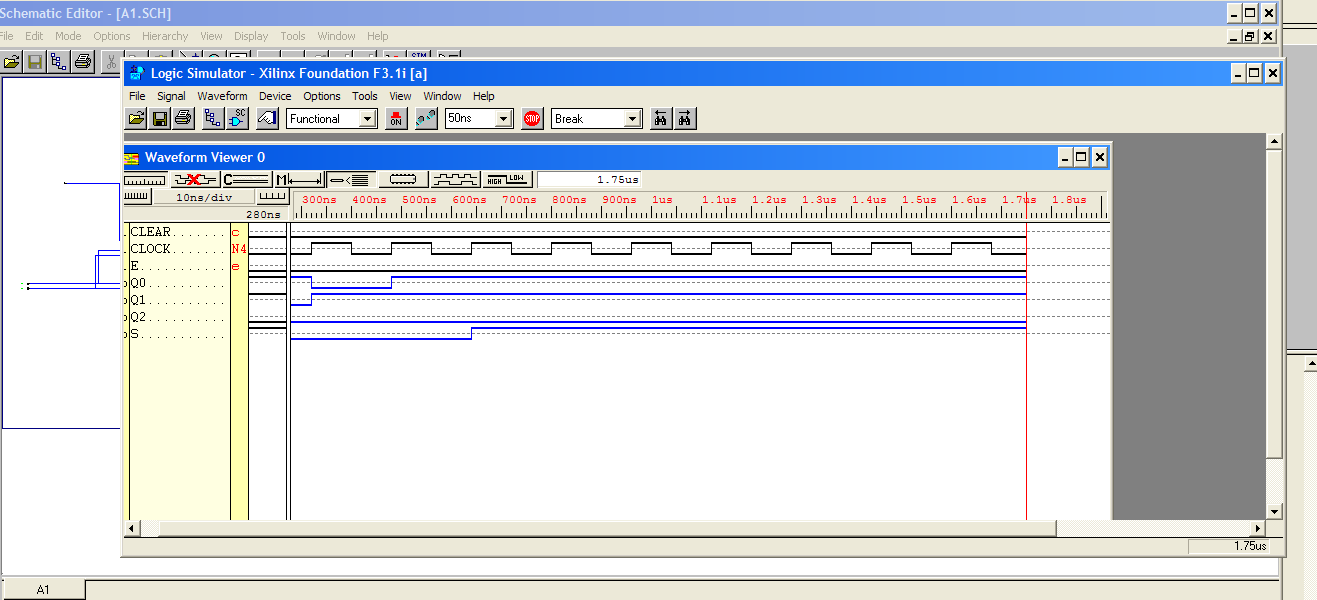 Schematic Editor - [A1.SCH]
File Edit Mode Options Hierarchy View Display Tools Window Help
Logic Simulator - Xilinx Foundation F3.1i [a]
File Signal Waveform Device Options Tools View Window Help
SC
Functional
ON
50ns
STOP
Break
Waveform Viewer 0
C
M
HIGH LOW
1.75us
10ns/div
300ns 400ns 500ns 600ns 700ns 800ns 900ns 1us 1.1us 1.2us 1.3us 1.4us 1.5us 1.6us 1.7us 1.8us
280ns
CLEAR....... c
CLOCK....... N4
E........... e
Q0..........
Q1..........
Q2..........
S...........
1.75us
A1